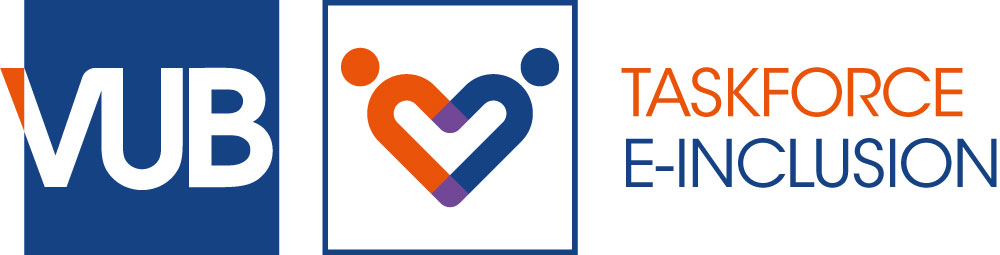 VUB
TASKFORCE
E-INCLUSION